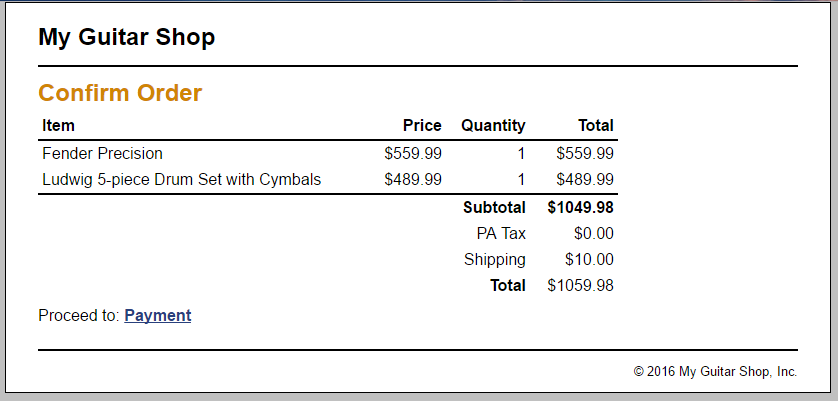 My Guitar Shop
Confirm Order
Item Price Quantity Total
Fender Precision $559.99 1 $559.99
Ludwig 5-piece Drum Set with Cymbals $489.99 1 $489.99
Subtotal $1049.98
PA Tax $0.00
Shipping $10.00
Total $1059.98
Proceed to: Payment
© 2016 My Guitar Shop, Inc.